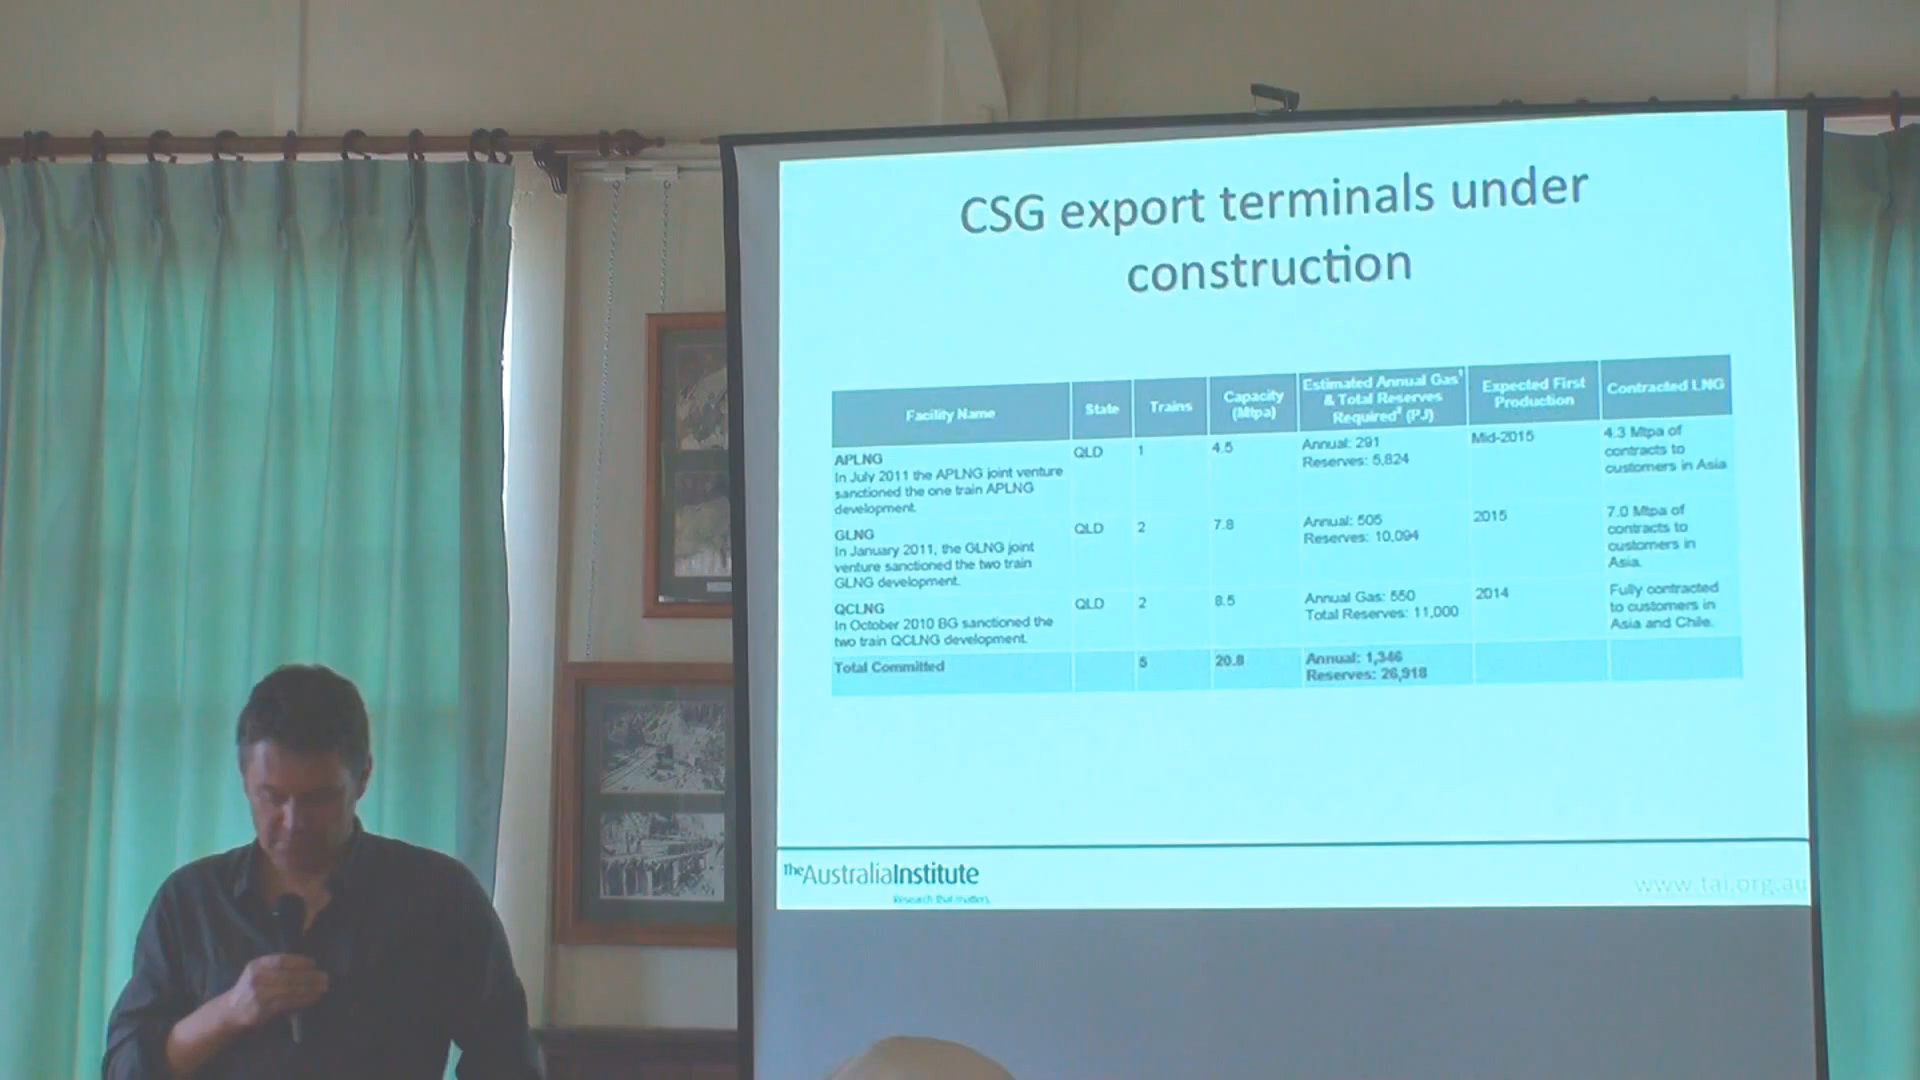 CSG export terminals under
construction
Facility Name
State
Trains
Capacity
(Mtpa)
Estimated Annual Gas¹
& Total Reserves
Required² (PJ)
Expected First
Production
Contracted LNG
APLNG
In July 2011 the APLNG joint venture
sanctioned the one train APLNG
development.
QLD
1
4.5
Annual: 291
Reserves: 5,824
Mid-2015
4.3 Mtpa of
contracts to
customers in Asia
GLNG
In January 2011, the GLNG joint
venture sanctioned the two train
GLNG development.
QLD
2
7.8
Annual: 505
Reserves: 10,094
2015
7.0 Mtpa of
contracts to
customers in
Asia.
QCLNG
In October 2010 BG sanctioned the
two train QCLNG development.
QLD
2
8.5
Annual Gas: 550
Total Reserves: 11,000
2014
Fully contracted
to customers in
Asia and Chile.
Total Committed
5
20.8
Annual: 1,346
Reserves: 26,918
The Australia Institute
Research that matters.
www.tai.org.au